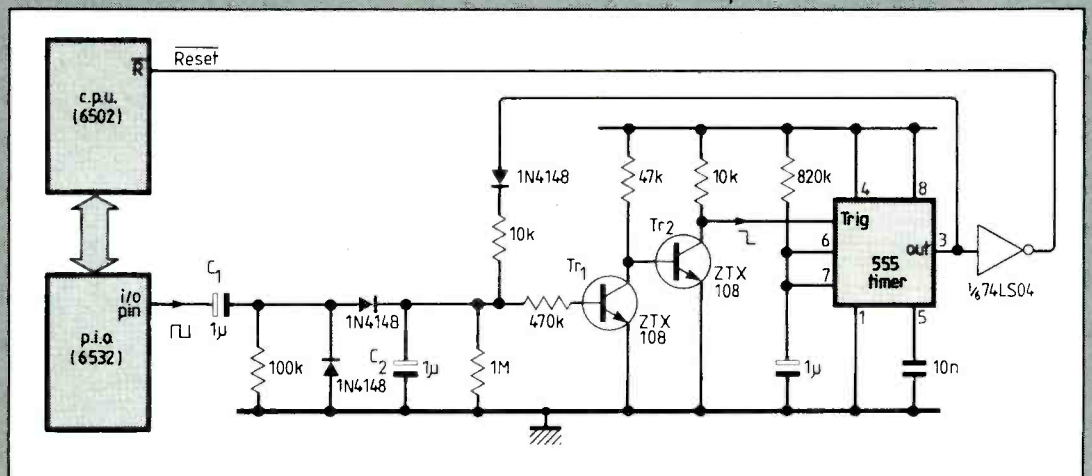 R
c.p.u.
(6502)
Reset
1N4148
10k
47k
10k
820k
4
8
Trig
6
7
555
timer
out
3
1
5
1/6 74LS04
10n
1μ
Tr2
ZTX
108
Tr1
ZTX
108
470k
1M
C2
1μ
1N4148
1N4148
100k
C1
1μ
i/o
pin
p.i.o.
(6532)